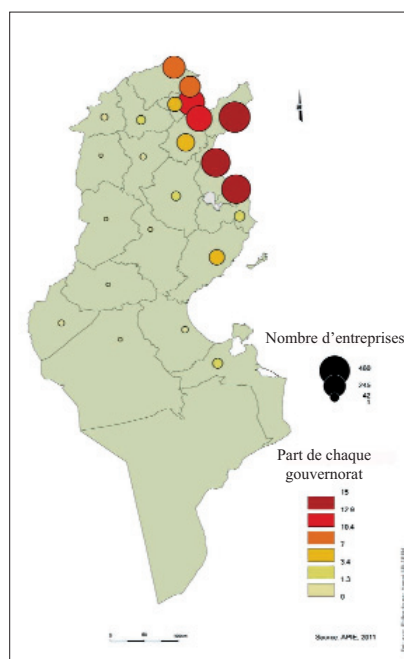 Nombre d'entreprises
460
245
42
1
Part de chaque
gouvernorat
15
12.9
10.4
7
3.4
1.3
0
Source: APIE, 2011